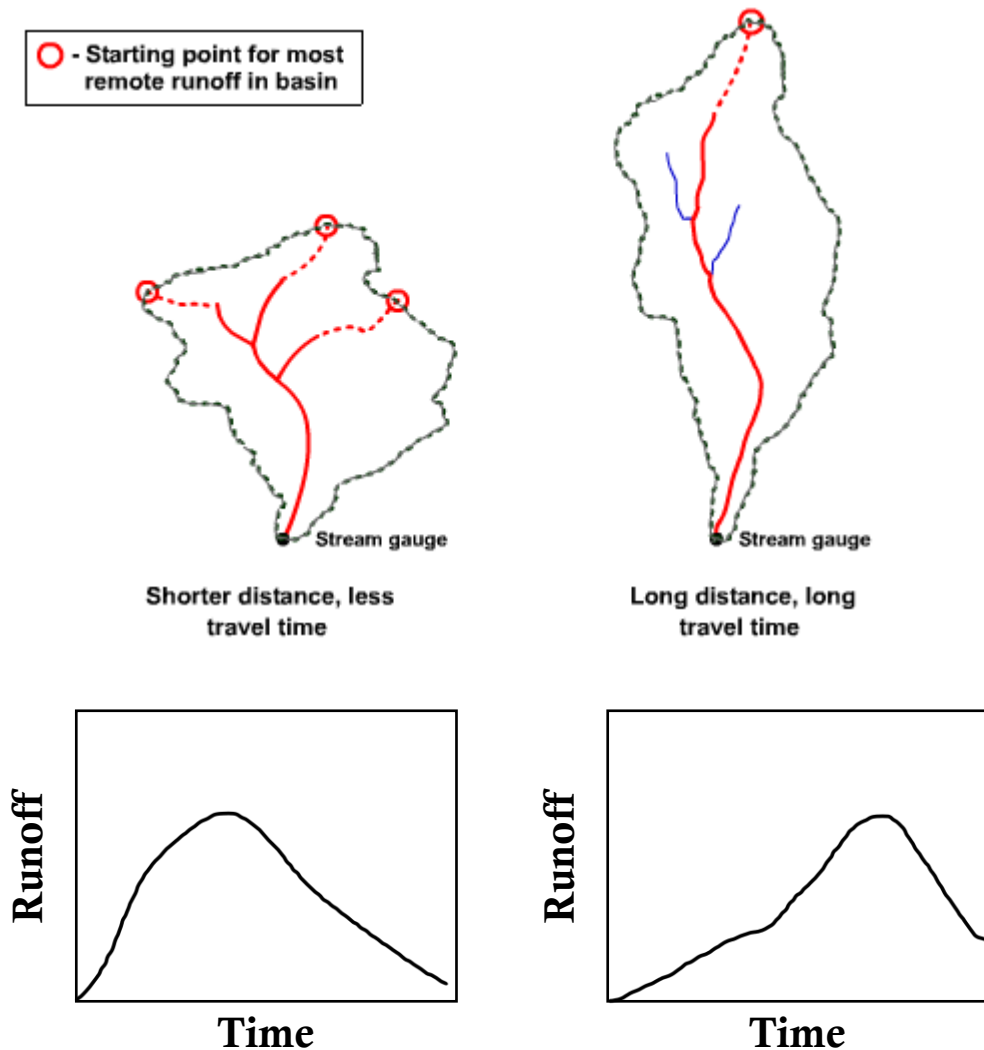 - Starting point for most
remote runoff in basin
Stream gauge
Stream gauge
Shorter distance, less
travel time
Long distance, long
travel time
Runoff
Runoff
Time
Time